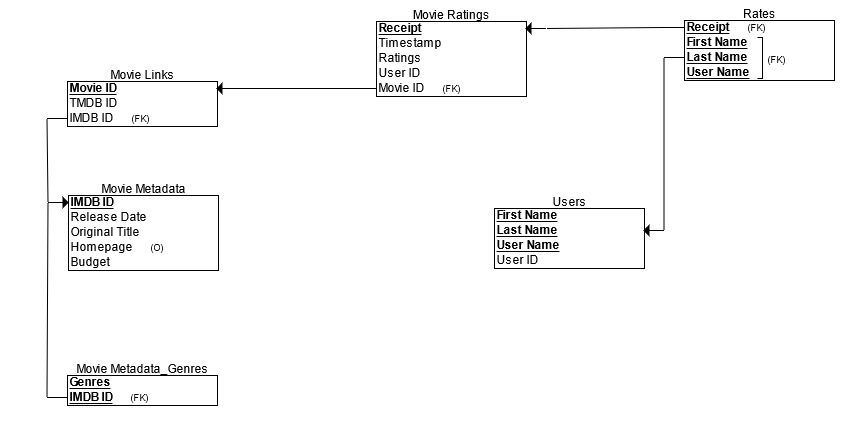 Movie Ratings
Receipt
Timestamp
Ratings
User ID
Movie ID (FK)
Rates
Receipt (FK)
First Name
Last Name (FK)
User Name
Movie Links
Movie ID
TMDB ID
IMDB ID (FK)
Movie Metadata
IMDB ID
Release Date
Original Title
Homepage (O)
Budget
Users
First Name
Last Name
User Name
User ID
Movie Metadata_Genres
Genres
IMDB ID (FK)